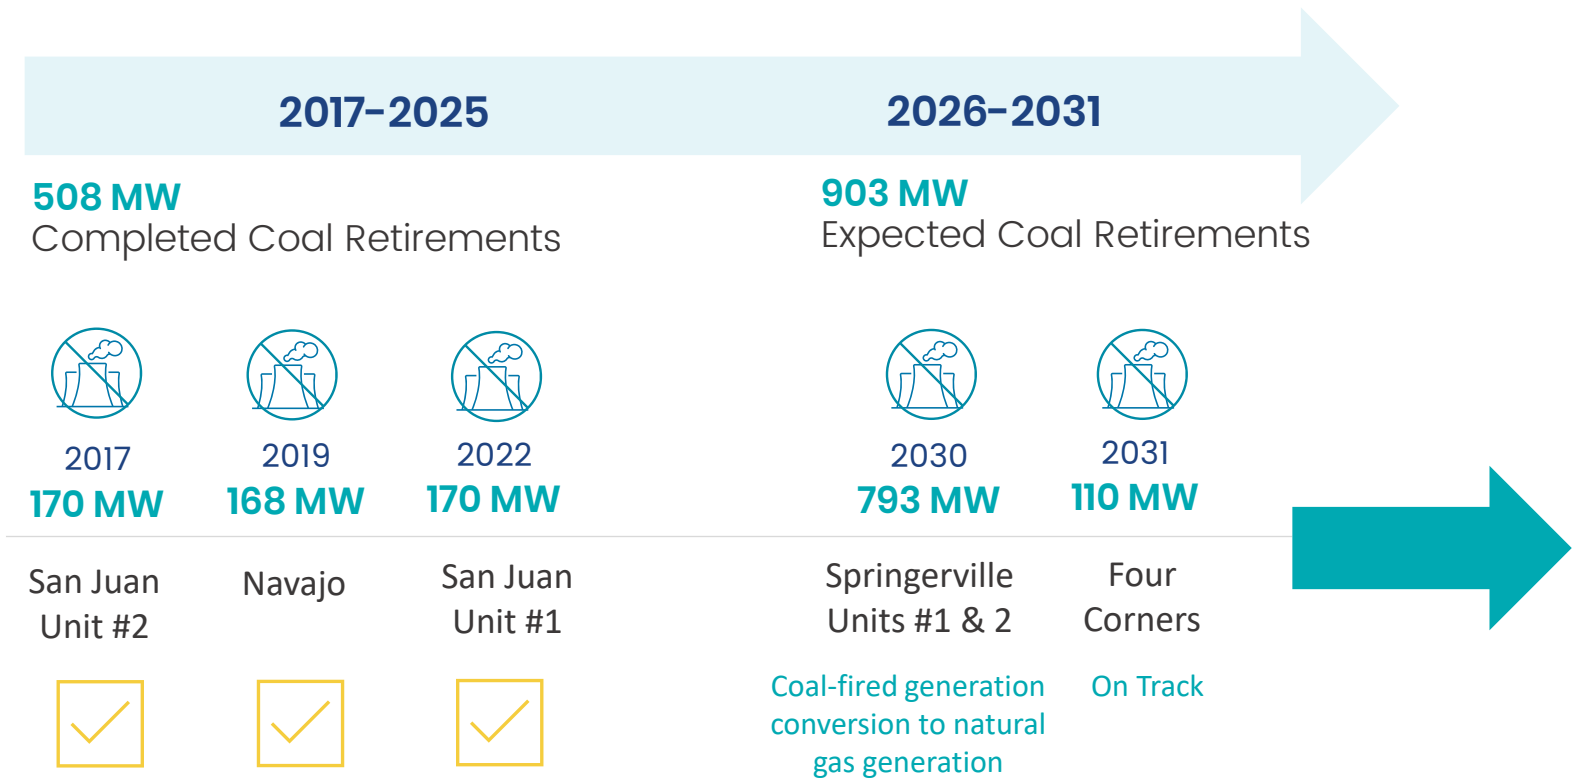 2017-2025
2026-2031
508 MW
Completed Coal Retirements
903 MW
Expected Coal Retirements
2017
170 MW
2019
168 MW
2022
170 MW
2030
793 MW
2031
110 MW
San Juan
Unit #2
Navajo
San Juan
Unit #1
Springerville
Units #1 & 2
Four
Corners
Coal-fired generation
conversion to natural
gas generation
On Track